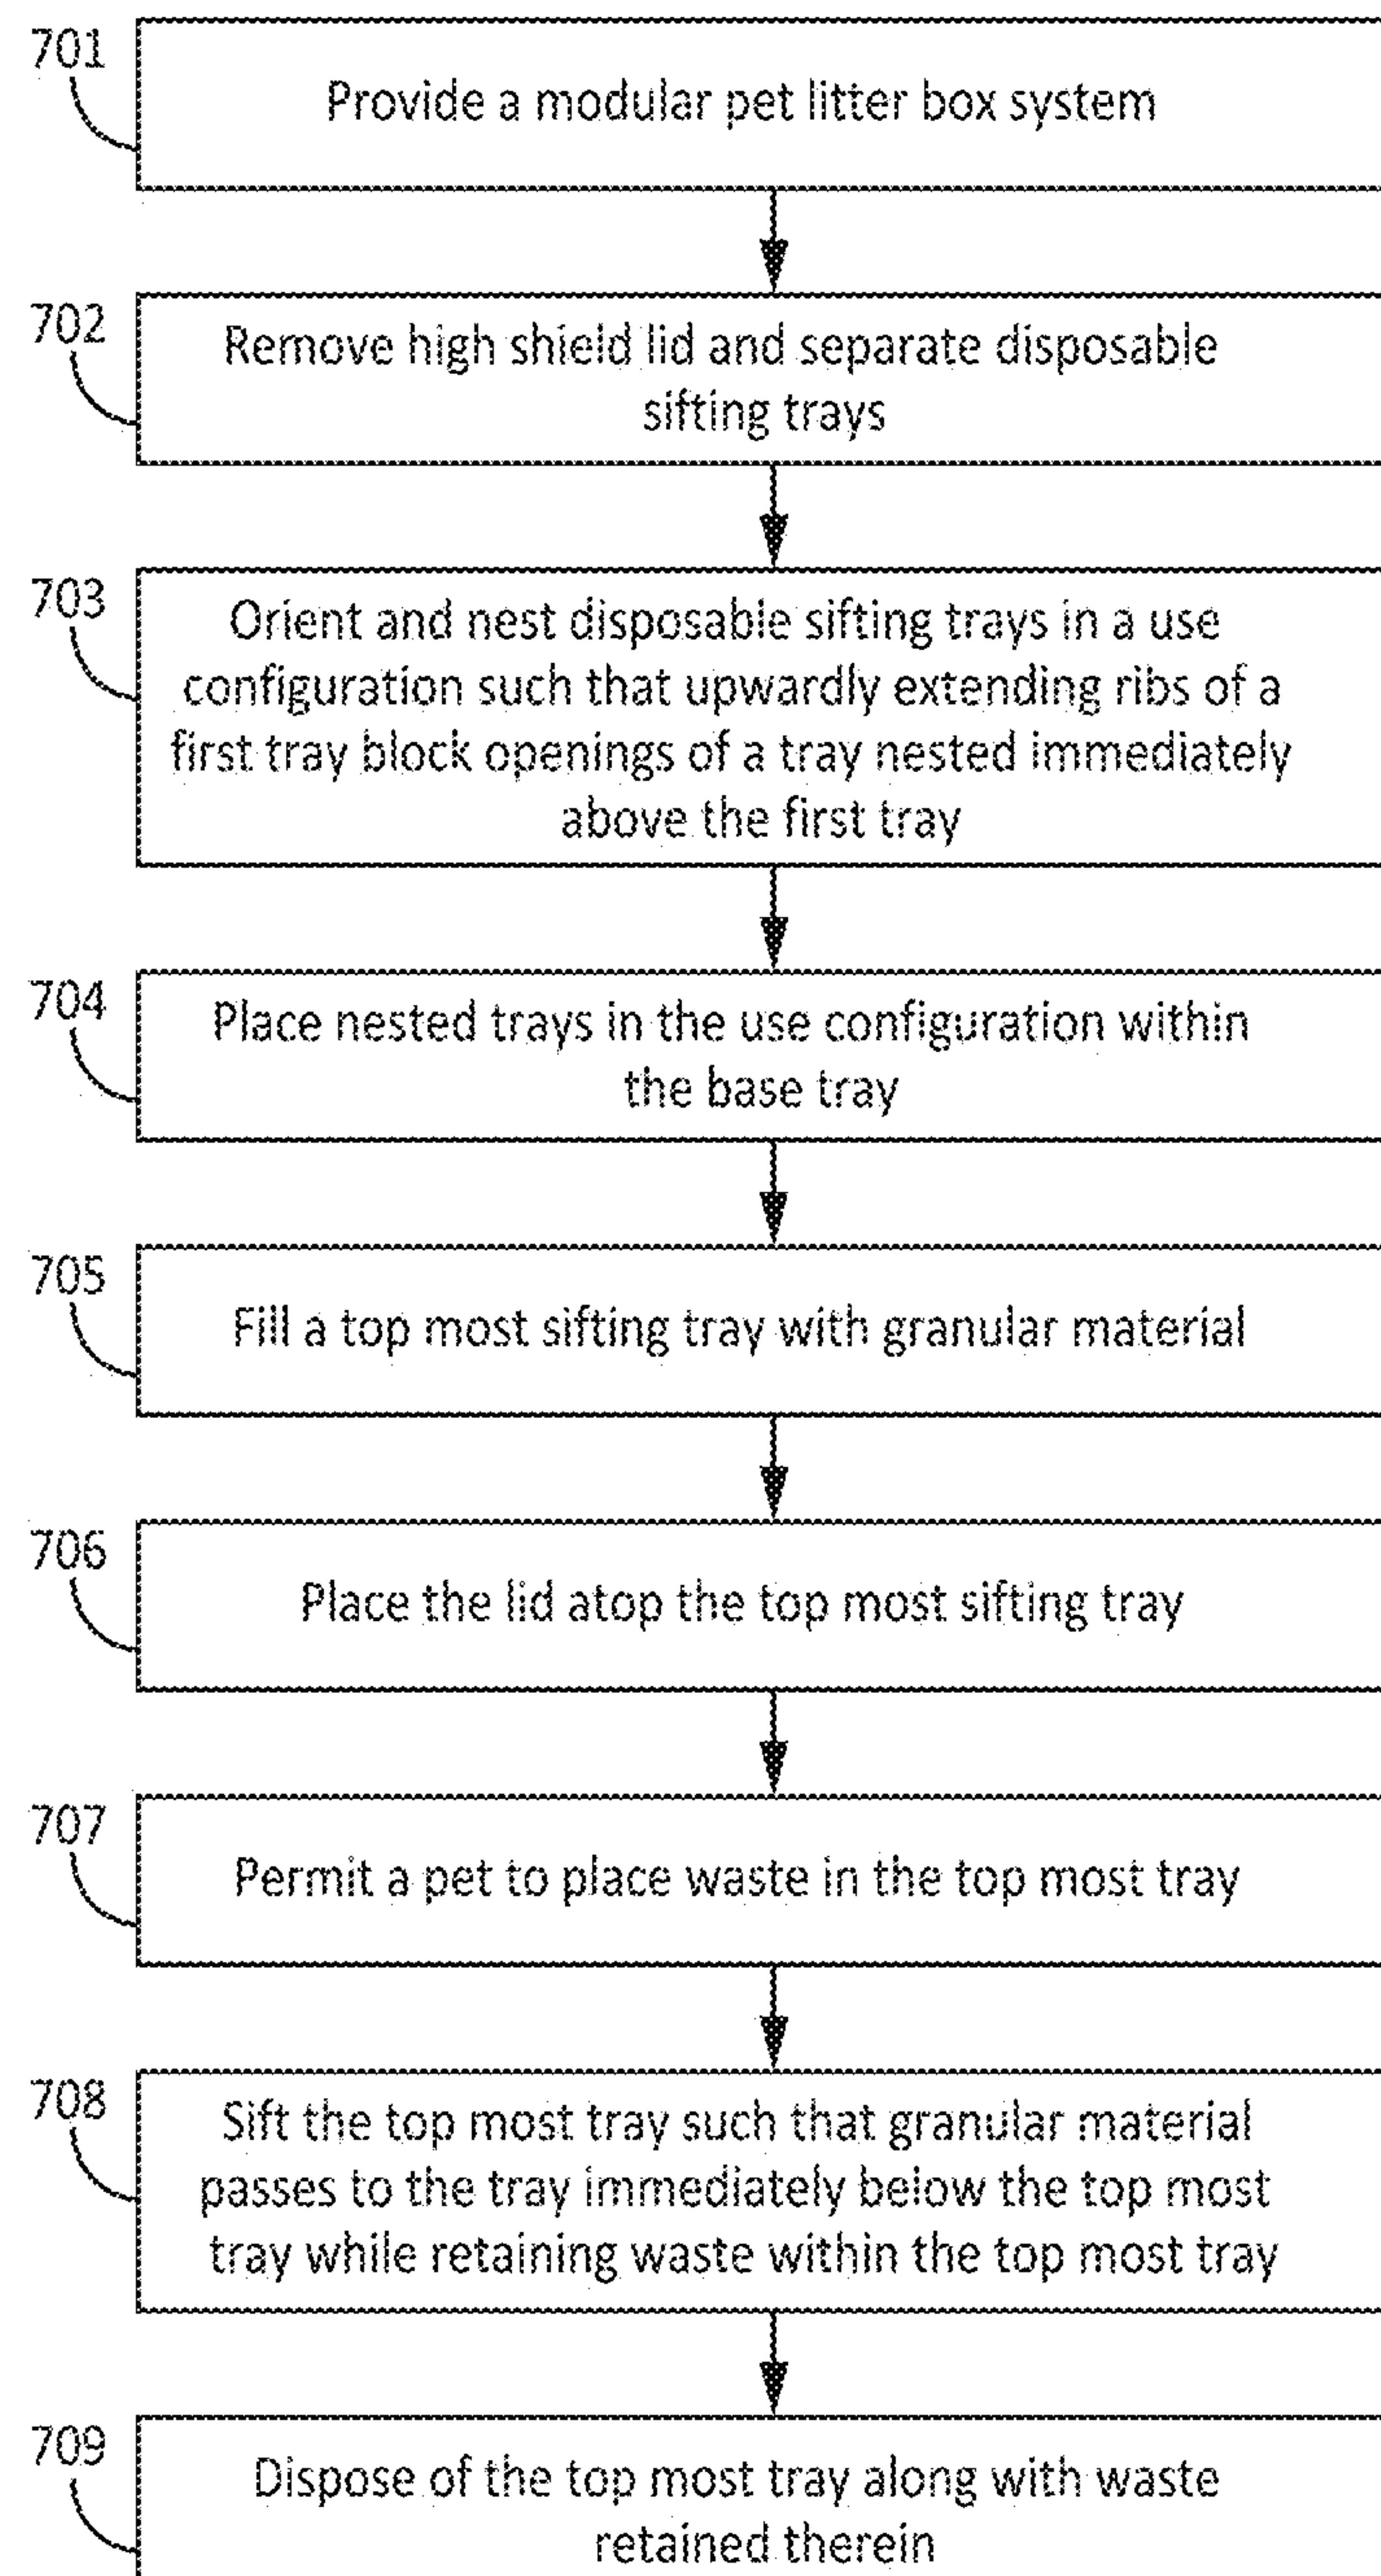 701
Provide a modular pet litter box system
702
Remove high shield lid and separate disposable
sifting trays
703
Orient and nest disposable sifting trays in a use
configuration such that upwardly extending ribs of a
first tray block openings of a tray nested immediately
above the first tray
704
Place nested trays in the use configuration within
the base tray
705
Fill a top most sifting tray with granular material
706
Place the lid atop the top most sifting tray
707
Permit a pet to place waste in the top most tray
708
Sift the top most tray such that granular material
passes to the tray immediately below the top most
tray while retaining waste within the top most tray
709
Dispose of the top most tray along with waste
retained therein